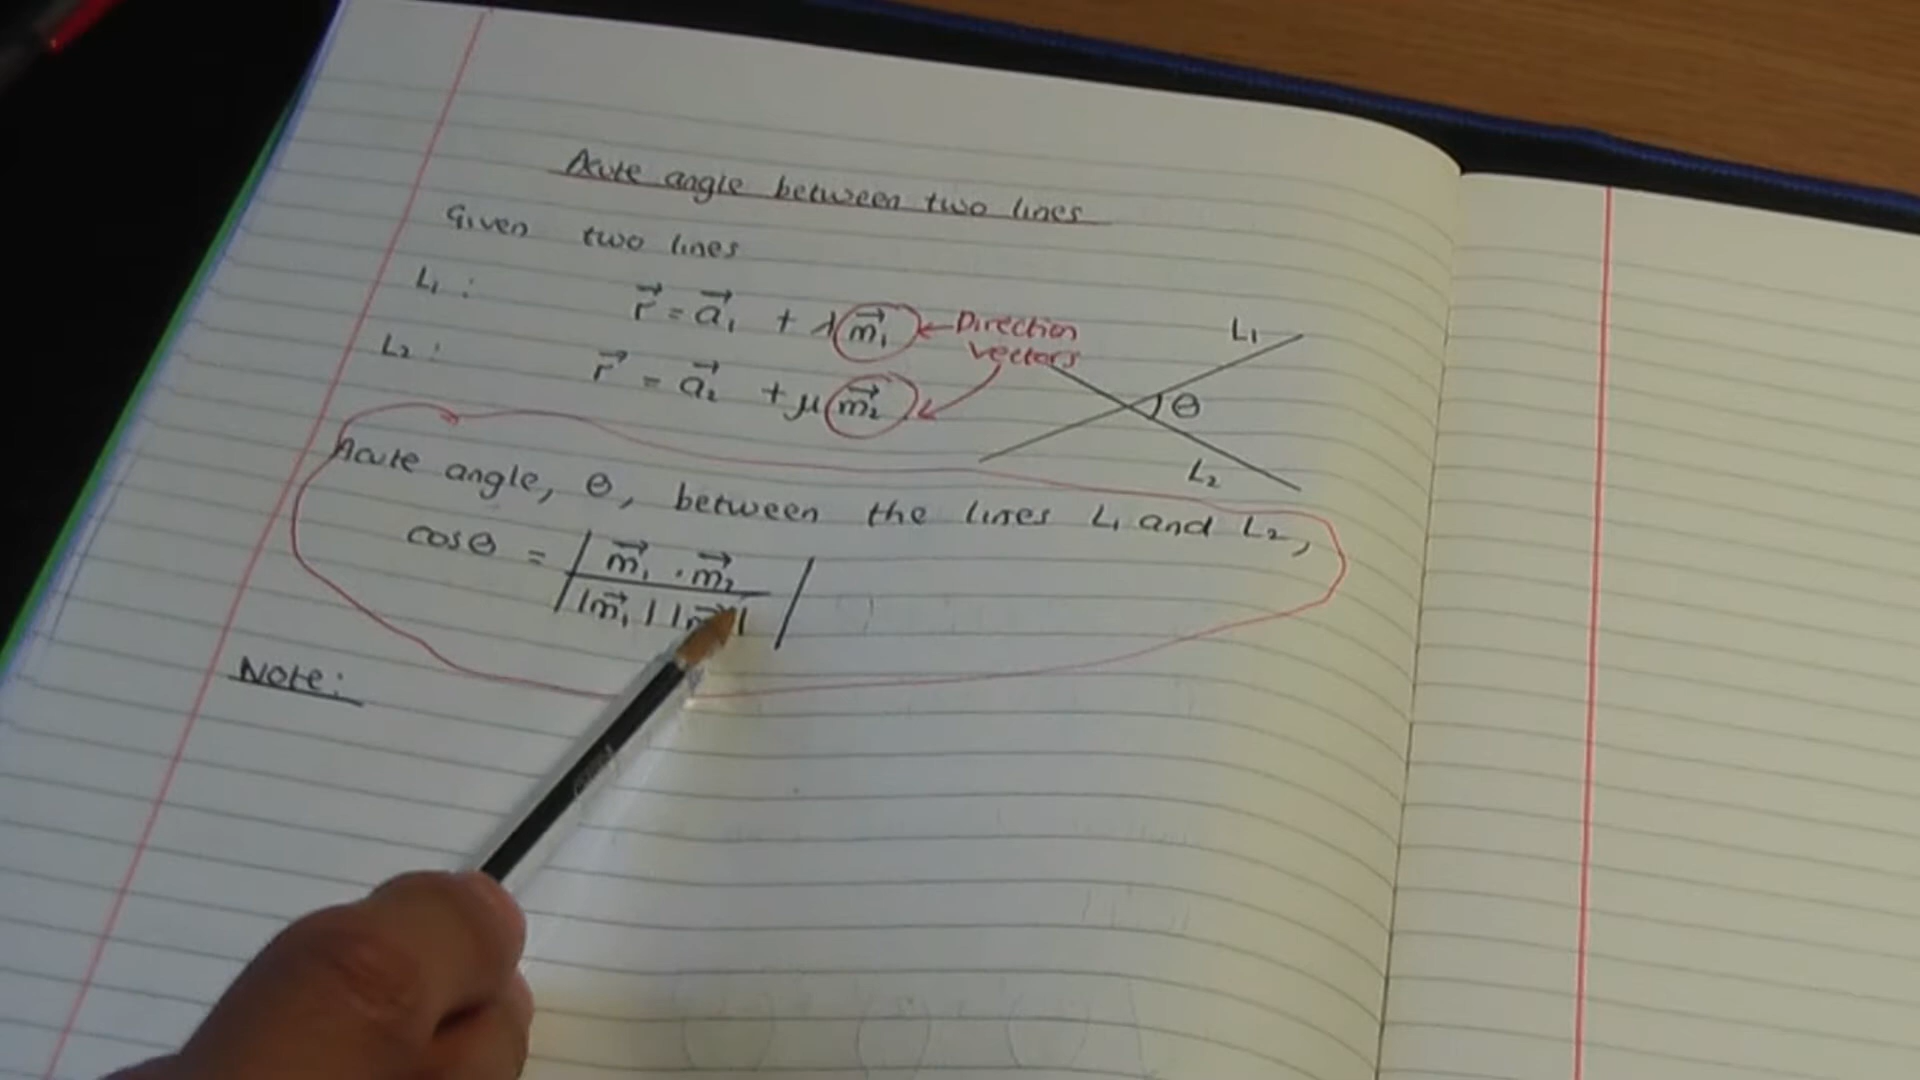 Acute angle between two lines
Given two lines
L₁ : r⃗ = a⃗₁ + λ m⃗₁ ← Direction vectors
L₂ : r⃗ = a⃗₂ + μ m⃗₂
L₁
θ
L₂
Acute angle, θ, between the lines L₁ and L₂,
cosθ = | m⃗₁ . m⃗₂ / |m⃗₁| |m⃗ | |
Note: